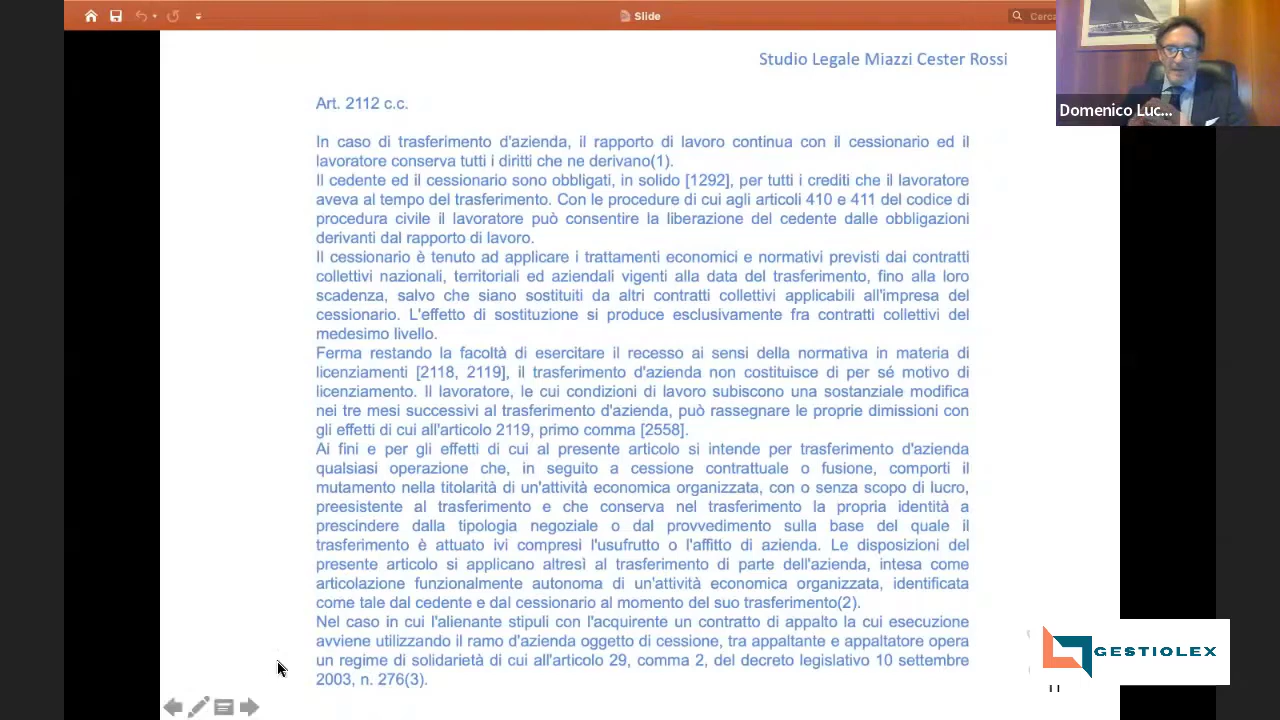 Slide
Cerca
Studio Legale Miazzi Cester Rossi
Domenico Luc...
Art. 2112 c.c.
In caso di trasferimento d'azienda, il rapporto di lavoro continua con il cessionario ed il
lavoratore conserva tutti i diritti che ne derivano(1).
Il cedente ed il cessionario sono obbligati, in solido [1292], per tutti i crediti che il lavoratore
aveva al tempo del trasferimento. Con le procedure di cui agli articoli 410 e 411 del codice di
procedura civile il lavoratore può consentire la liberazione del cedente dalle obbligazioni
derivanti dal rapporto di lavoro.
Il cessionario è tenuto ad applicare i trattamenti economici e normativi previsti dai contratti
collettivi nazionali, territoriali ed aziendali vigenti alla data del trasferimento, fino alla loro
scadenza, salvo che siano sostituiti da altri contratti collettivi applicabili all'impresa del
cessionario. L'effetto di sostituzione si produce esclusivamente fra contratti collettivi del
medesimo livello.
Ferma restando la facoltà di esercitare il recesso ai sensi della normativa in materia di
licenziamenti [2118, 2119], il trasferimento d'azienda non costituisce di per sé motivo di
licenziamento. Il lavoratore, le cui condizioni di lavoro subiscono una sostanziale modifica
nei tre mesi successivi al trasferimento d'azienda, può rassegnare le proprie dimissioni con
gli effetti di cui all'articolo 2119, primo comma [2558].
Ai fini e per gli effetti di cui al presente articolo si intende per trasferimento d'azienda
qualsiasi operazione che, in seguito a cessione contrattuale o fusione, comporti il
mutamento nella titolarità di un'attività economica organizzata, con o senza scopo di lucro,
preesistente al trasferimento e che conserva nel trasferimento la propria identità a
prescindere dalla tipologia negoziale o dal provvedimento sulla base del quale il
trasferimento è attuato ivi compresi l'usufrutto o l'affitto di azienda. Le disposizioni del
presente articolo si applicano altresì al trasferimento di parte dell'azienda, intesa come
articolazione funzionalmente autonoma di un'attività economica organizzata, identificata
come tale dal cedente e dal cessionario al momento del suo trasferimento(2).
Nel caso in cui l'alienante stipuli con l'acquirente un contratto di appalto la cui esecuzione
avviene utilizzando il ramo d'azienda oggetto di cessione, tra appaltante e appaltatore opera
un regime di solidarietà di cui all'articolo 29, comma 2, del decreto legislativo 10 settembre
2003, n. 276(3).
GESTIOLEX